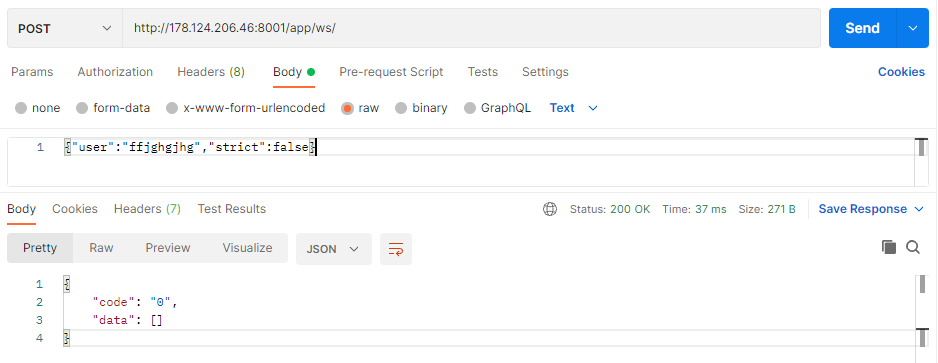 POST http://178.124.206.46:8001/app/ws/ Send
Params Authorization Headers (8) Body Pre-request Script Tests Settings Cookies
none form-data x-www-form-urlencoded raw binary GraphQL Text
1 {"user":"ffjghgjhg","strict":false}
Body Cookies Headers (7) Test Results Status: 200 OK Time: 37 ms Size: 271 B Save Response
Pretty Raw Preview Visualize JSON
1 {
2 "code": "0",
3 "data": []
4 }